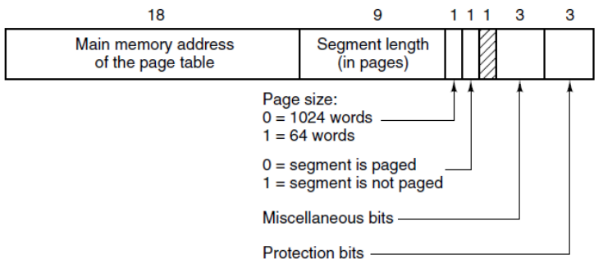 18 9 1 1 1 3 3
Main memory address
of the page table
Segment length
(in pages)
Page size:
0 = 1024 words
1 = 64 words
0 = segment is paged
1 = segment is not paged
Miscellaneous bits
Protection bits